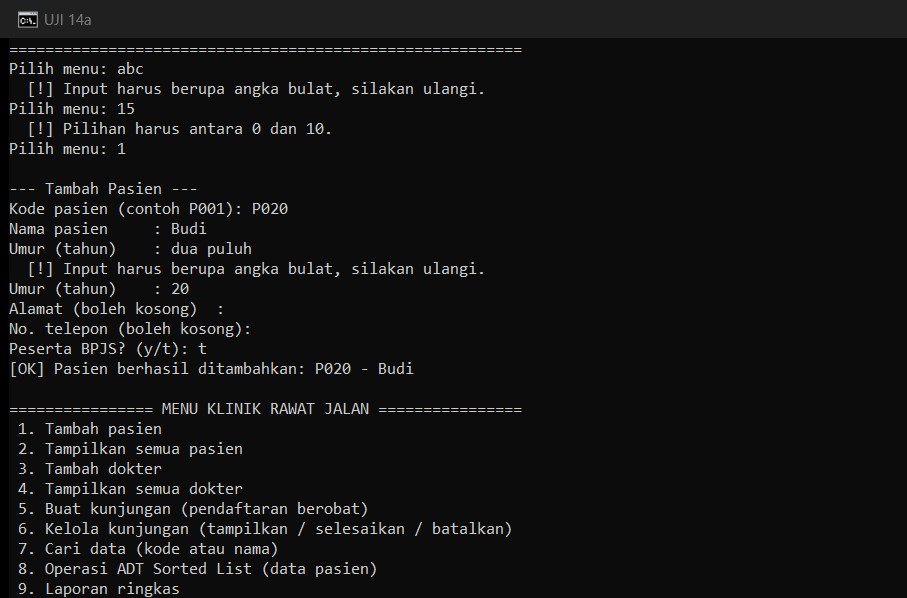 UJI 14a
=========================================================
Pilih menu: abc
  [!] Input harus berupa angka bulat, silakan ulangi.
Pilih menu: 15
  [!] Pilihan harus antara 0 dan 10.
Pilih menu: 1

--- Tambah Pasien ---
Kode pasien (contoh P001): P020
Nama pasien     : Budi
Umur (tahun)    : dua puluh
  [!] Input harus berupa angka bulat, silakan ulangi.
Umur (tahun)    : 20
Alamat (boleh kosong)  :
No. telepon (boleh kosong):
Peserta BPJS? (y/t): t
[OK] Pasien berhasil ditambahkan: P020 - Budi

================ MENU KLINIK RAWAT JALAN ================
 1. Tambah pasien
 2. Tampilkan semua pasien
 3. Tambah dokter
 4. Tampilkan semua dokter
 5. Buat kunjungan (pendaftaran berobat)
 6. Kelola kunjungan (tampilkan / selesaikan / batalkan)
 7. Cari data (kode atau nama)
 8. Operasi ADT Sorted List (data pasien)
 9. Laporan ringkas